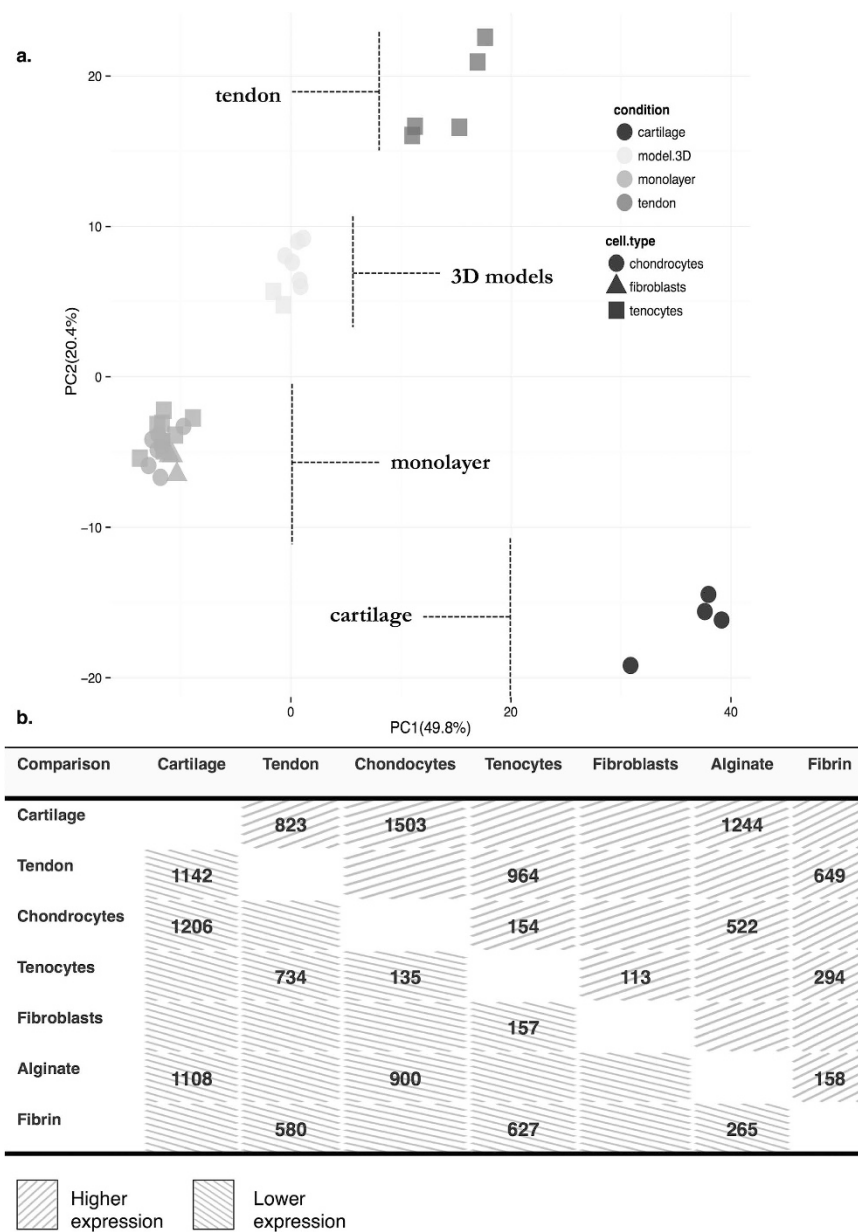 a.
tendon
3D models
monolayer
cartilage
PC2(20.4%)
20
10
0
−10
−20
0
20
40
PC1(49.8%)
condition
cartilage
model.3D
monolayer
tendon
cell.type
chondrocytes
fibroblasts
tenocytes
b.
Comparison Cartilage Tendon Chondocytes Tenocytes Fibroblasts Alginate Fibrin
Cartilage 823 1503 1244
Tendon 1142 964 649
Chondrocytes 1206 154 522
Tenocytes 734 135 113 294
Fibroblasts 157
Alginate 1108 900 158
Fibrin 580 627 265
Higher expression
Lower expression